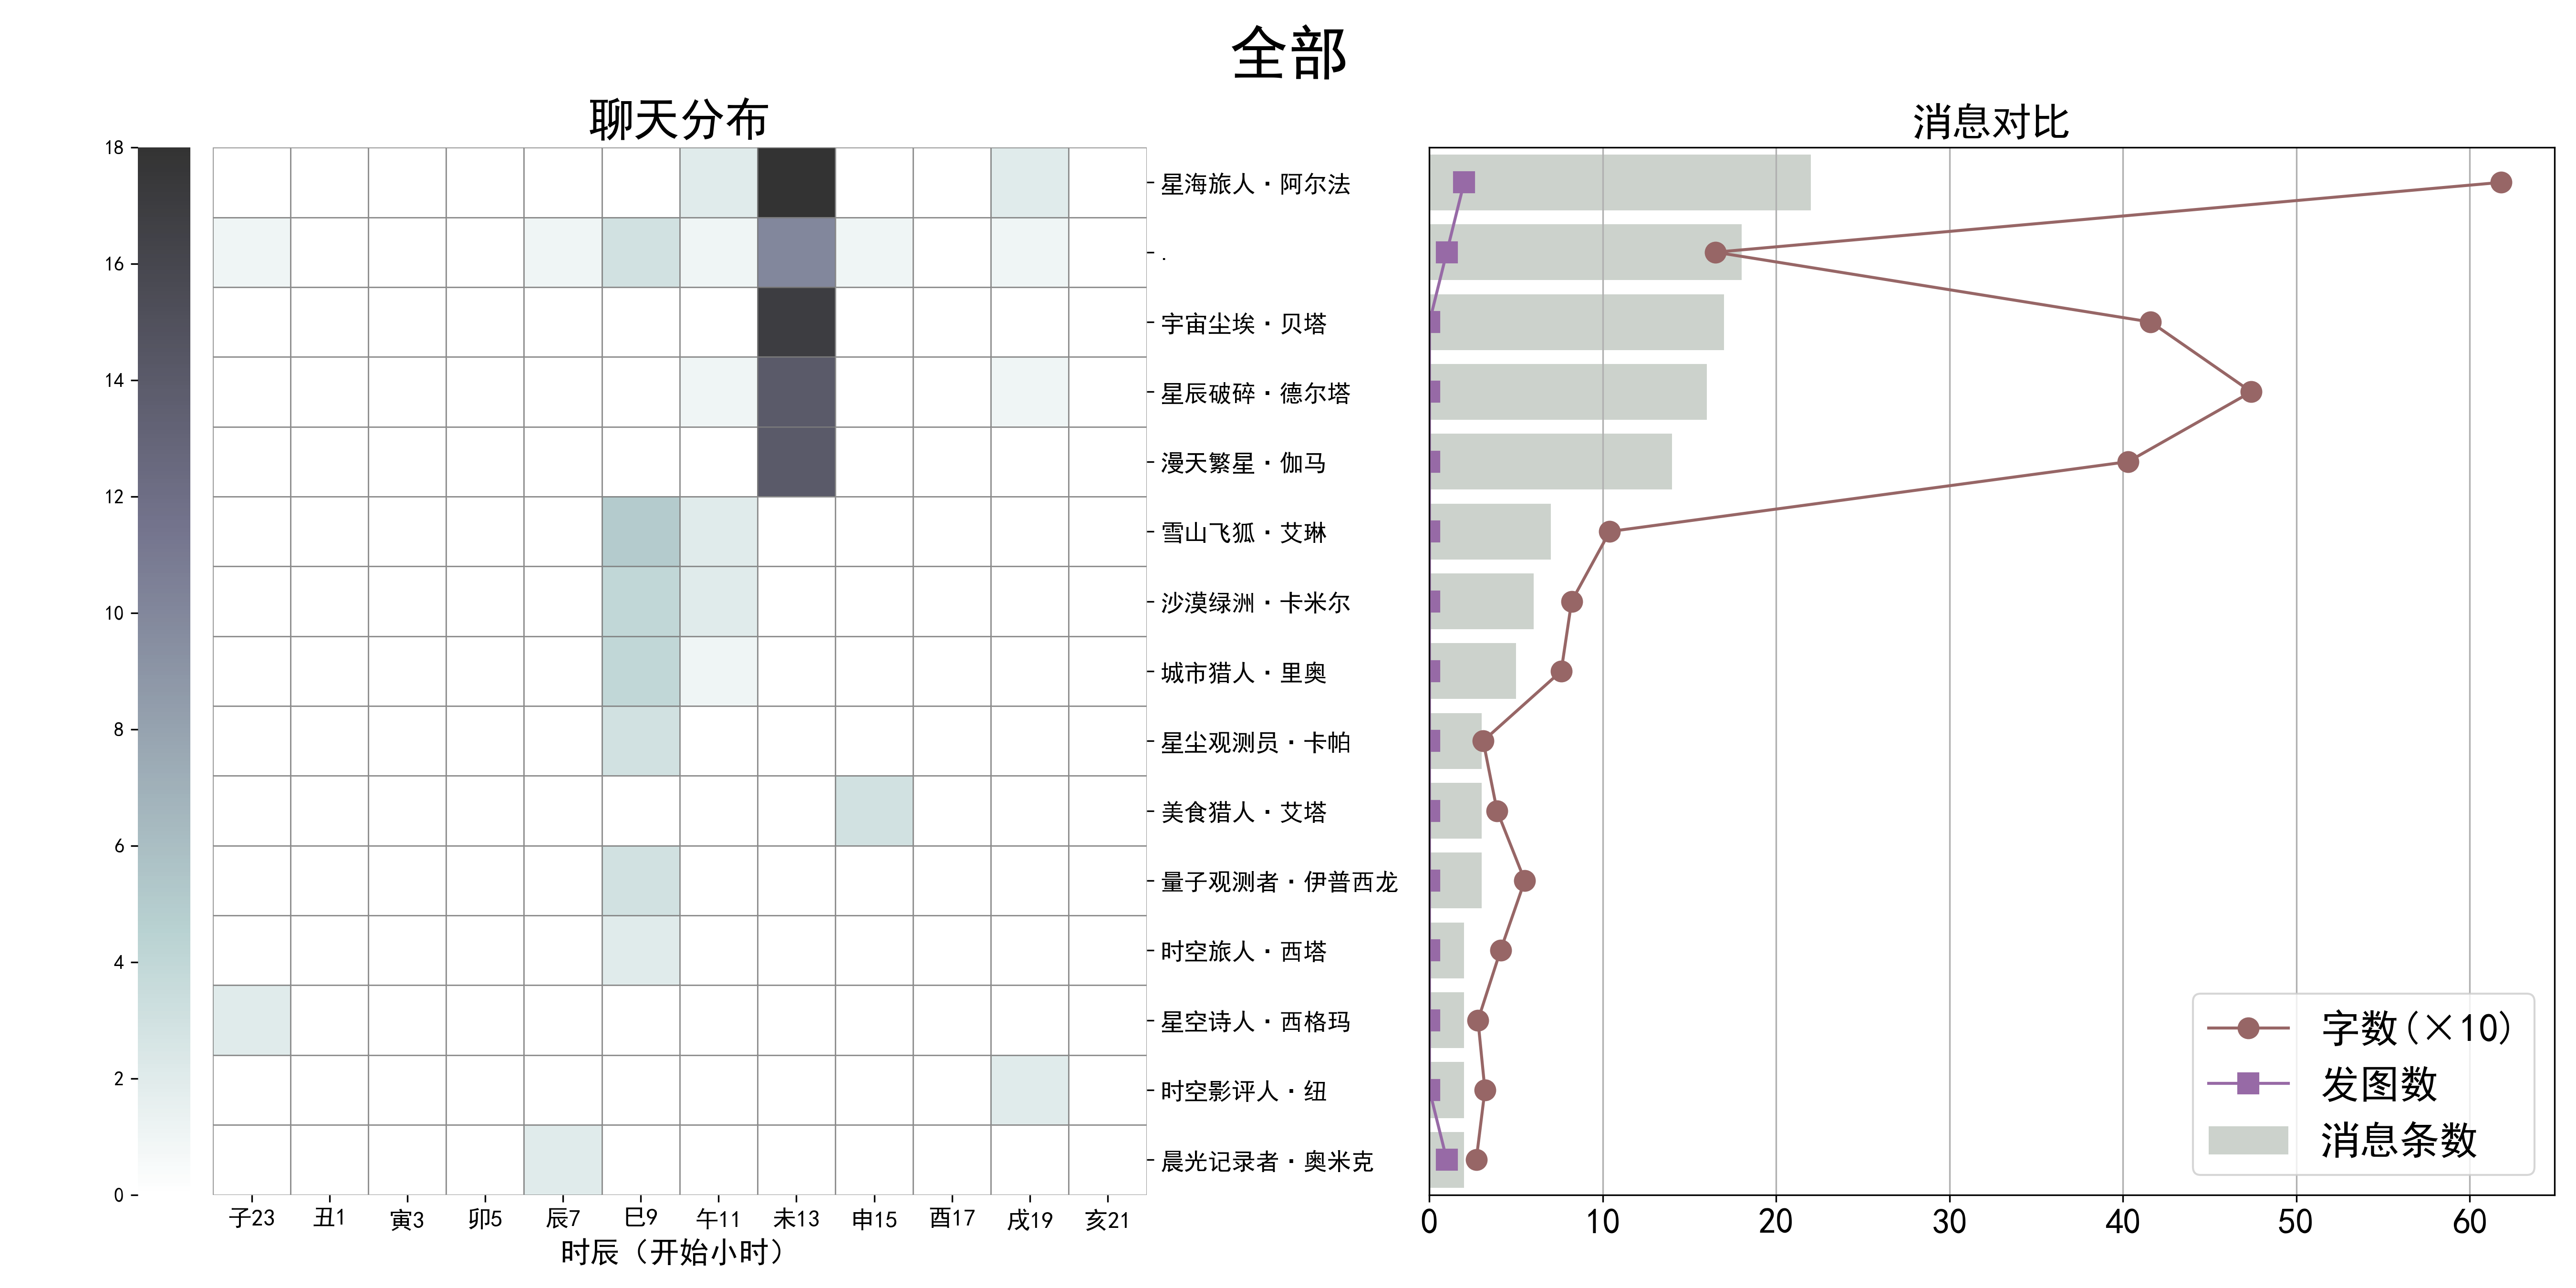 全部
聊天分布
18
16
14
12
10
8
6
4
2
0
子23 丑1 寅3 卯5 辰7 巳9 午11 未13 申15 酉17 戌19 亥21
时辰（开始小时）
消息对比
星海旅人·阿尔法
.
宇宙尘埃·贝塔
星辰破碎·德尔塔
漫天繁星·伽马
雪山飞狐·艾琳
沙漠绿洲·卡米尔
城市猎人·里奥
星尘观测员·卡帕
美食猎人·艾塔
量子观测者·伊普西龙
时空旅人·西塔
星空诗人·西格玛
时空影评人·纽
晨光记录者·奥米克
0 10 20 30 40 50 60
字数(×10)
发图数
消息条数